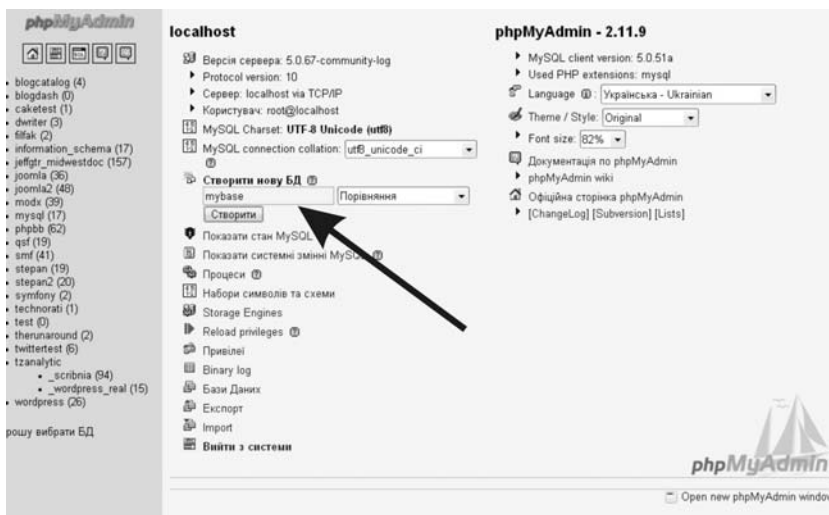 phpMyAdmin
blogcatalog (4)
blogdash (0)
caketest (1)
dwriter (3)
filfak (2)
information_schema (17)
jeffgtr_midwestdoc (157)
joomla (36)
joomla2 (48)
modx (39)
mysql (17)
phpbb (62)
qsf (19)
smf (41)
stepan (19)
stepan2 (20)
symfony (2)
technorati (1)
test (0)
therunaround (2)
twittertest (6)
tzanalytic
_scribnia (94)
_wordpress_real (15)
wordpress (26)
рошу вибрати БД
localhost
Версія сервера: 5.0.67-community-log
Protocol version: 10
Сервер: localhost via TCP/IP
Користувач: root@localhost
MySQL Charset: UTF-8 Unicode (utf8)
MySQL connection collation: utf8_unicode_ci
Створити нову БД
mybase Порівняння
Створити
Показати стан MySQL
Показати системні змінні MySQL
Процеси
Набори символів та схеми
Storage Engines
Reload privileges
Привілеї
Binary log
Бази Даних
Експорт
Import
Вийти з системи
phpMyAdmin - 2.11.9
MySQL client version: 5.0.51a
Used PHP extensions: mysql
Language : Українська - Ukrainian
Theme / Style: Original
Font size: 82%
Документація по phpMyAdmin
phpMyAdmin wiki
Офіційна сторінка phpMyAdmin
[ChangeLog] [Subversion] [Lists]
phpMyAdmin
Open new phpMyAdmin window